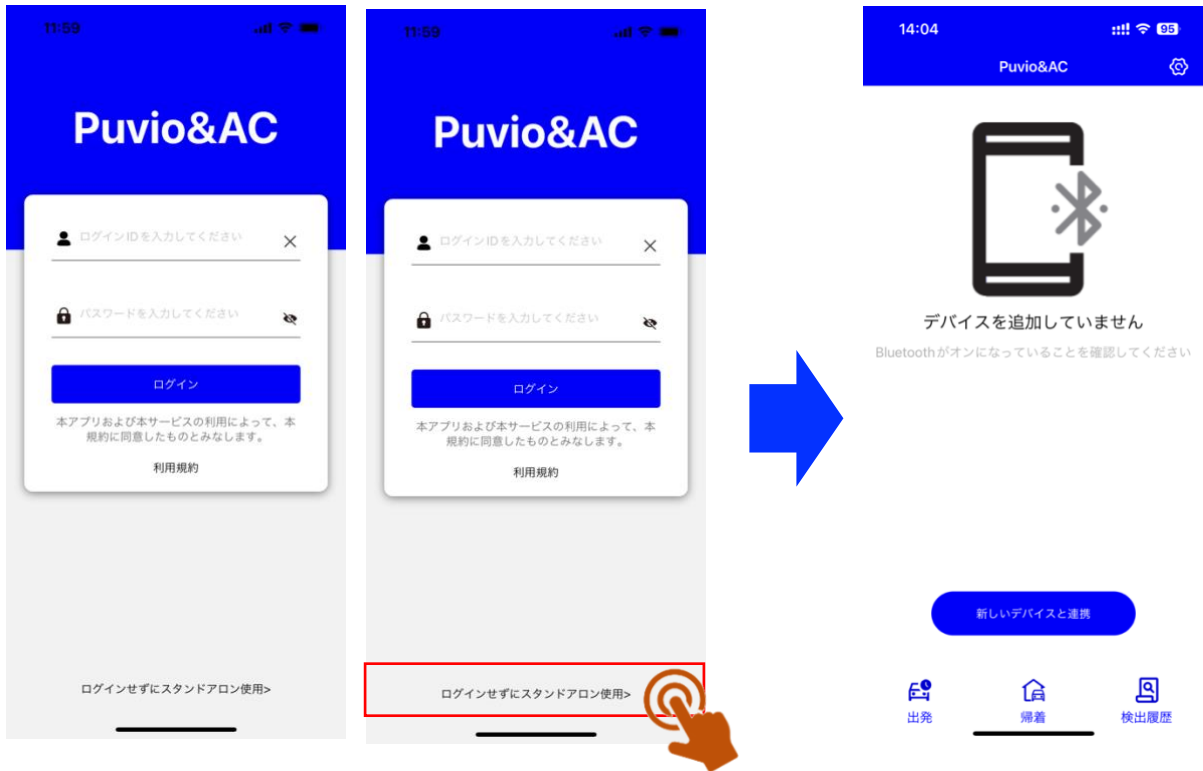 11:59
Puvio&AC
ログインIDを入力してください
パスワードを入力してください
ログイン
本アプリおよび本サービスの利用によって、本
規約に同意したものとみなします。
利用規約
ログインせずにスタンドアロン使用>
11:59
Puvio&AC
ログインIDを入力してください
パスワードを入力してください
ログイン
本アプリおよび本サービスの利用によって、本
規約に同意したものとみなします。
利用規約
ログインせずにスタンドアロン使用>
14:04 95
Puvio&AC
デバイスを追加していません
Bluetoothがオンになっていることを確認してください
新しいデバイスと連携
出発 帰着 検出履歴